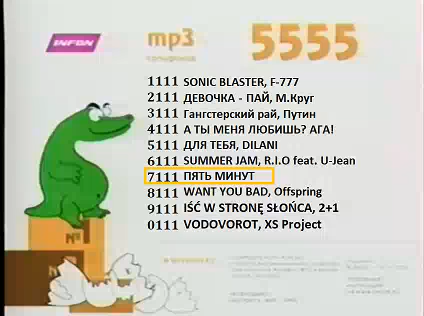 INFON
mp3
5555
1111 SONIC BLASTER, F-777
2111 ДЕВОЧКА - ПАЙ, М.Круг
3111 Гангстерский рай, Путин
4111 А ТЫ МЕНЯ ЛЮБИШЬ? АГА!
5111 ДЛЯ ТЕБЯ, DILANI
6111 SUMMER JAM, R.I.O feat. U-Jean
7111 ПЯТЬ МИНУТ
8111 WANT YOU BAD, Offspring
9111 IŚĆ W STRONĘ SŁOŃCA, 2+1
0111 VODOVOROT, XS Project
№1
№1